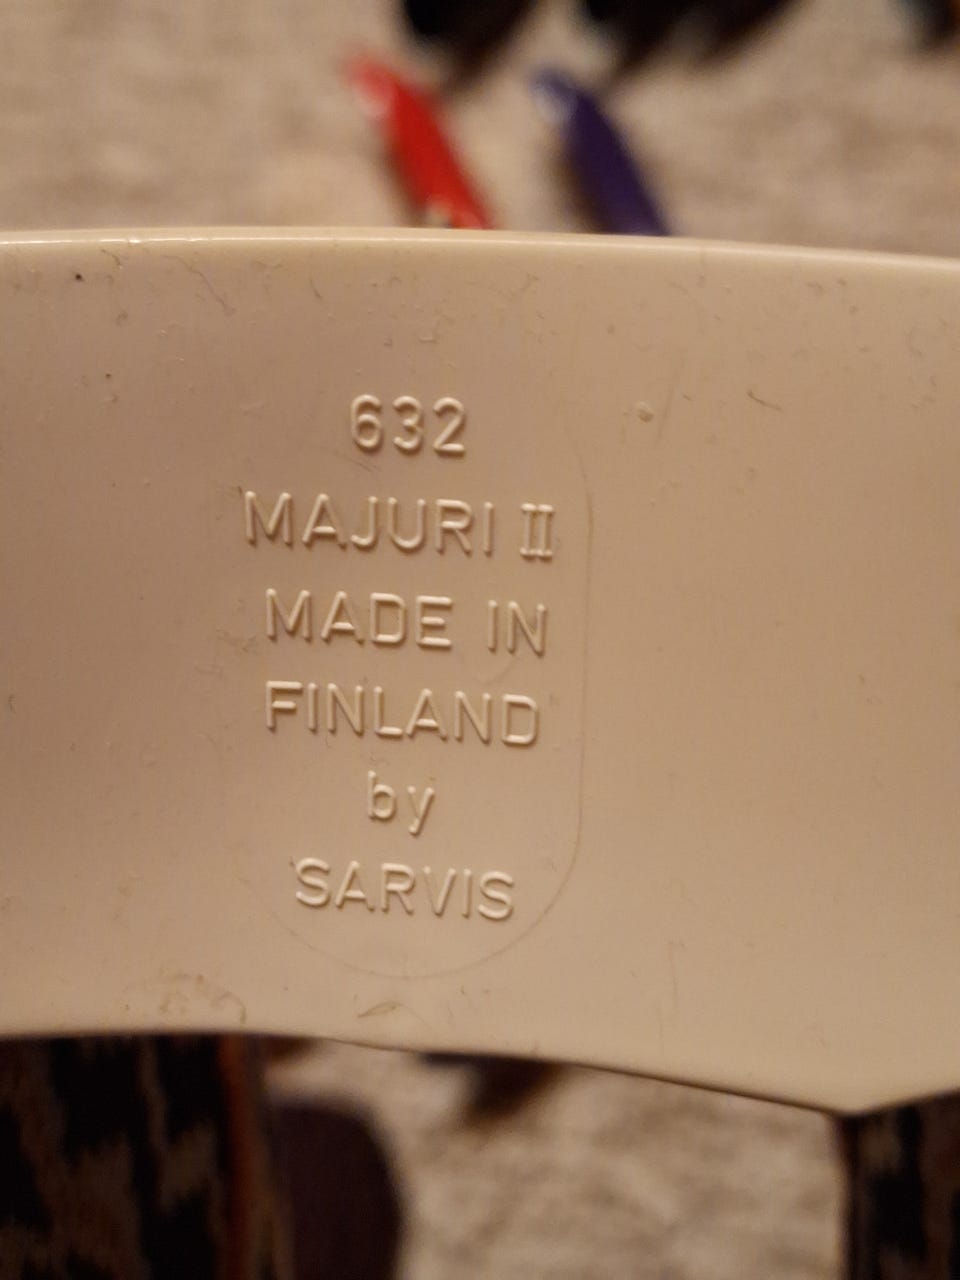 632
MAJURI II
MADE IN
FINLAND
by
SARVIS